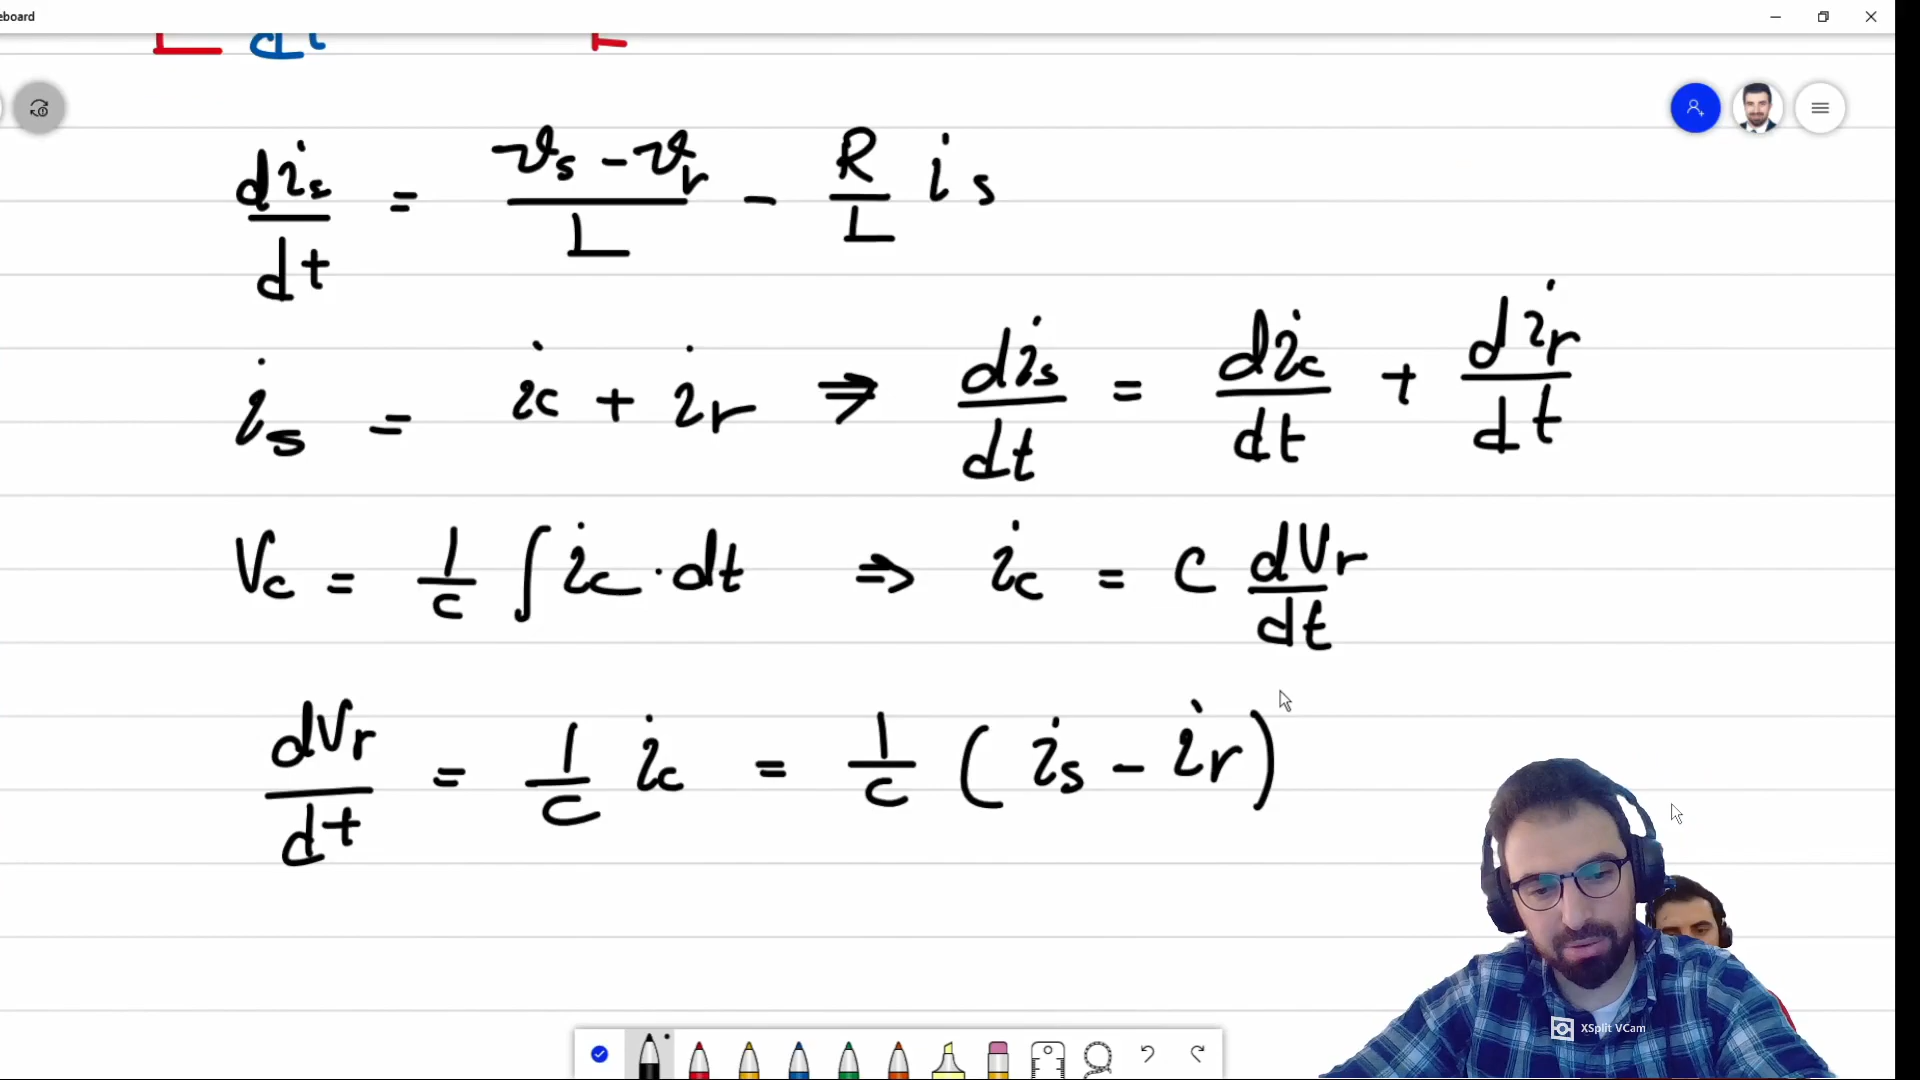 eboard
L dt L
dis/dt = (vs - vr)/L - R/L is
is = ic + ir ⇒ dis/dt = dic/dt + dir/dt
Vc = 1/c ∫ ic · dt ⇒ ic = c dVr/dt
dVr/dt = 1/c ic = 1/c (is - ir)
XSplit VCam